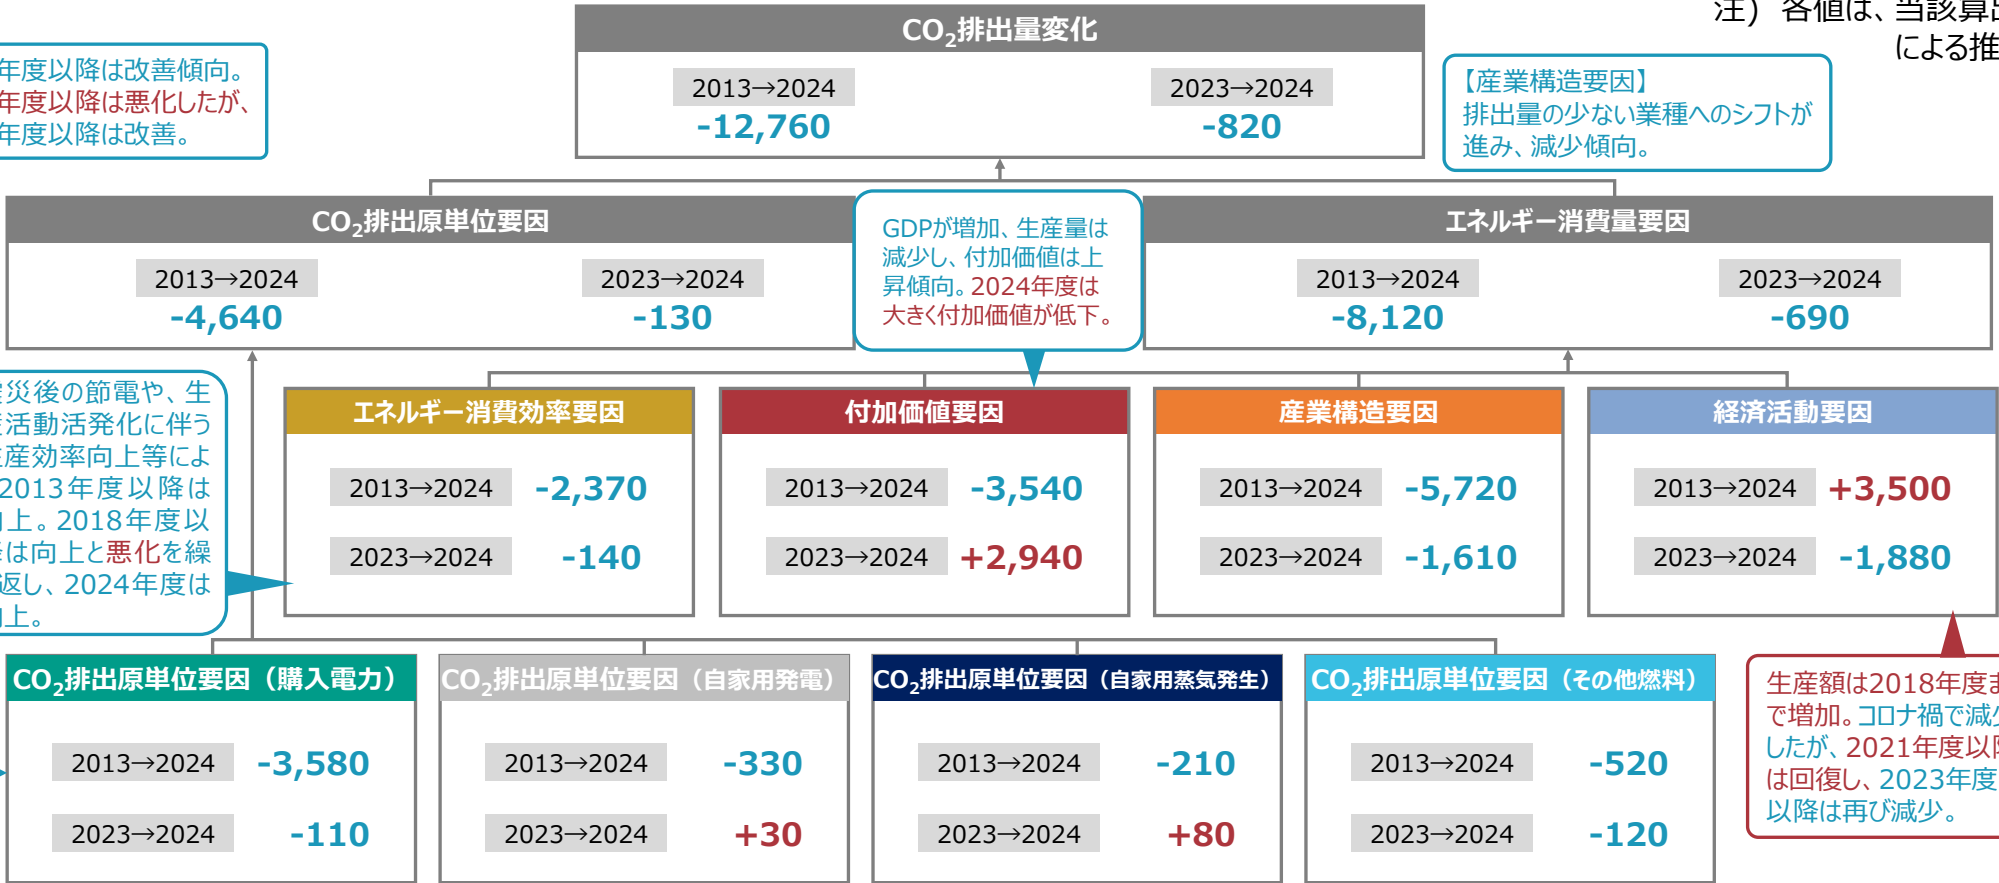 CO2排出量変化
2013→2024
2023→2024
-12,760
-820
注) 各値は、当該算出
による推
年度以降は改善傾向。
年度以降は悪化したが、
年度以降は改善。
【産業構造要因】
排出量の少ない業種へのシフトが
進み、減少傾向。
CO2排出原単位要因
2013→2024
2023→2024
-4,640
-130
GDPが増加、生産量は
減少し、付加価値は上
昇傾向。2024年度は
大きく付加価値が低下。
エネルギー消費量要因
2013→2024
2023→2024
-8,120
-690
災後の節電や、生
活動活発化に伴う
産効率向上等によ
2013年度以降は
上。2018年度以
は向上と悪化を繰
返し、2024年度は
上。
エネルギー消費効率要因
2013→2024 -2,370
2023→2024 -140
付加価値要因
2013→2024 -3,540
2023→2024 +2,940
産業構造要因
2013→2024 -5,720
2023→2024 -1,610
経済活動要因
2013→2024 +3,500
2023→2024 -1,880
CO2排出原単位要因（購入電力）
2013→2024 -3,580
2023→2024 -110
CO2排出原単位要因（自家用発電）
2013→2024 -330
2023→2024 +30
CO2排出原単位要因（自家用蒸気発生）
2013→2024 -210
2023→2024 +80
CO2排出原単位要因（その他燃料）
2013→2024 -520
2023→2024 -120
生産額は2018年度ま
で増加。コロナ禍で減少
したが、2021年度以降
は回復し、2023年度
以降は再び減少。